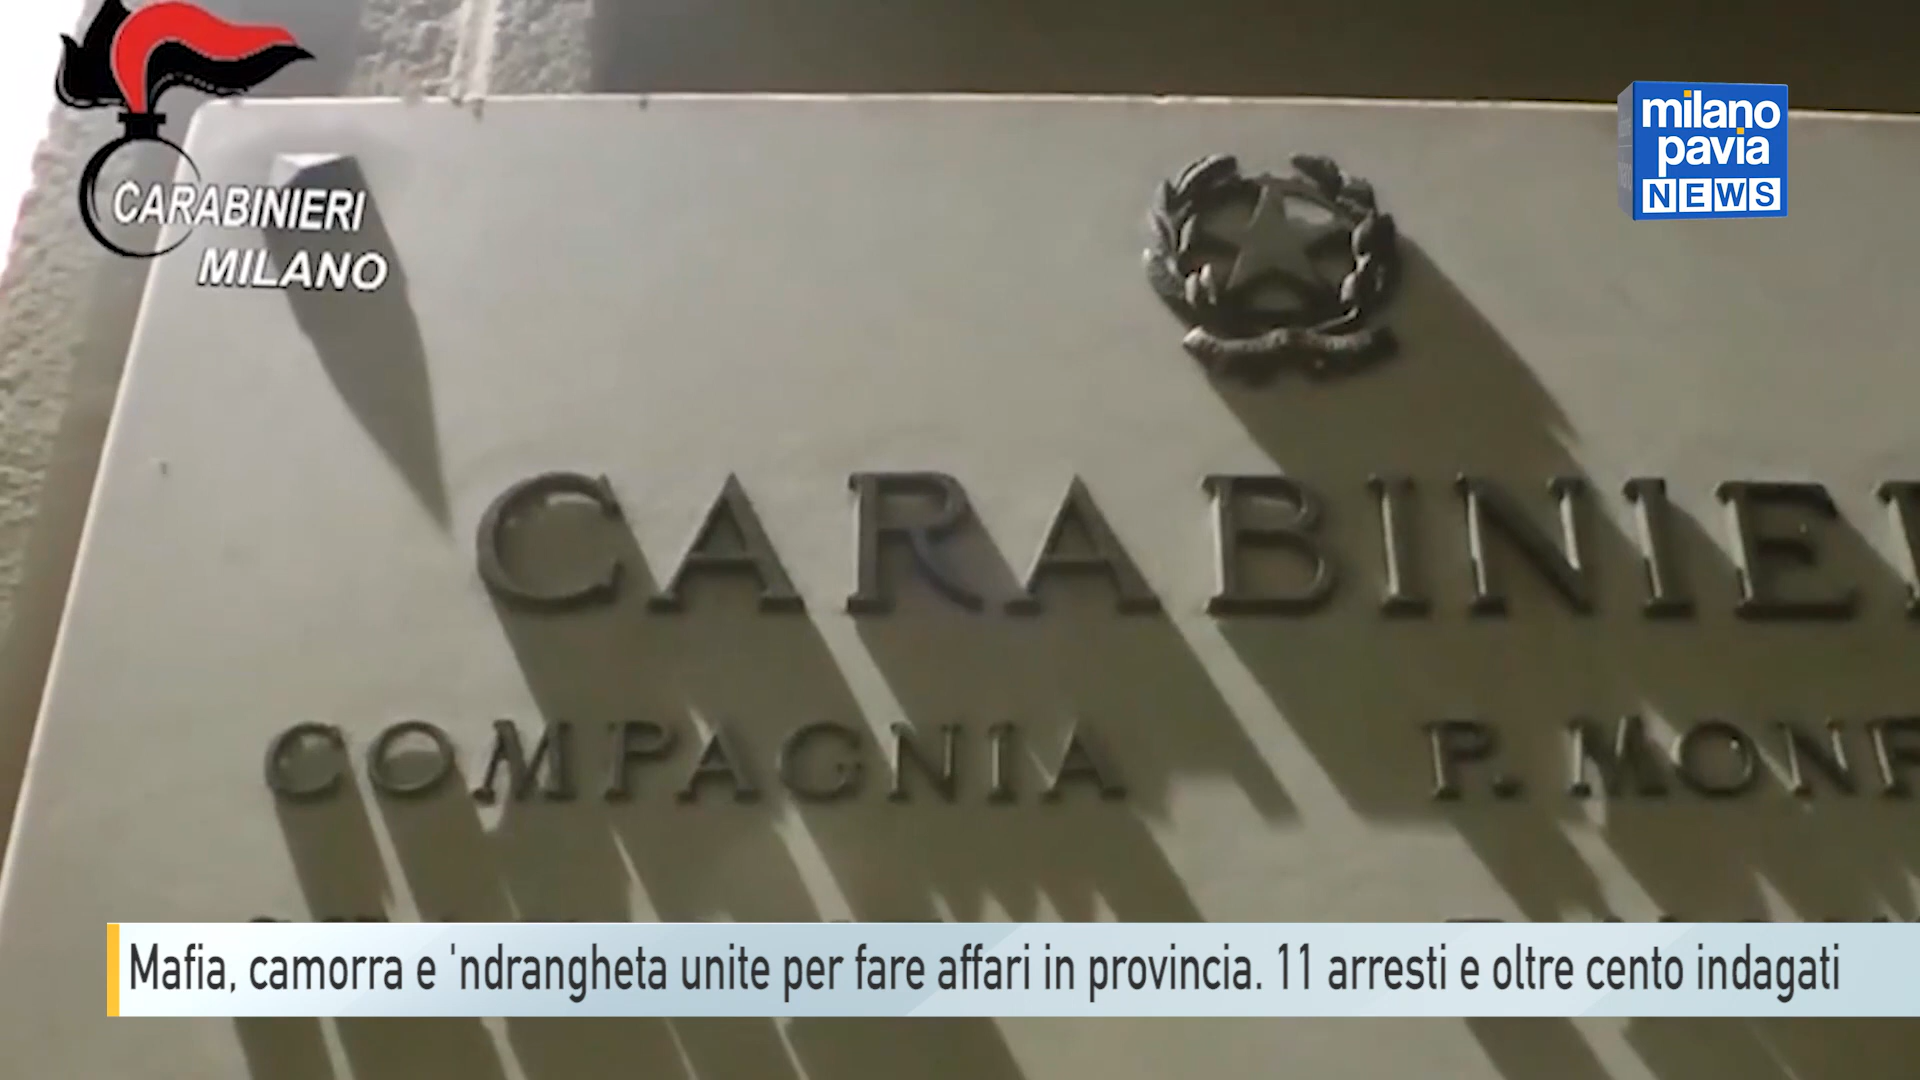 CARABINIERI
MILANO
milano
pavia
NEWS
CARABINIE
COMPAGNIA P. MONF
Mafia, camorra e 'ndrangheta unite per fare affari in provincia. 11 arresti e oltre cento indagati